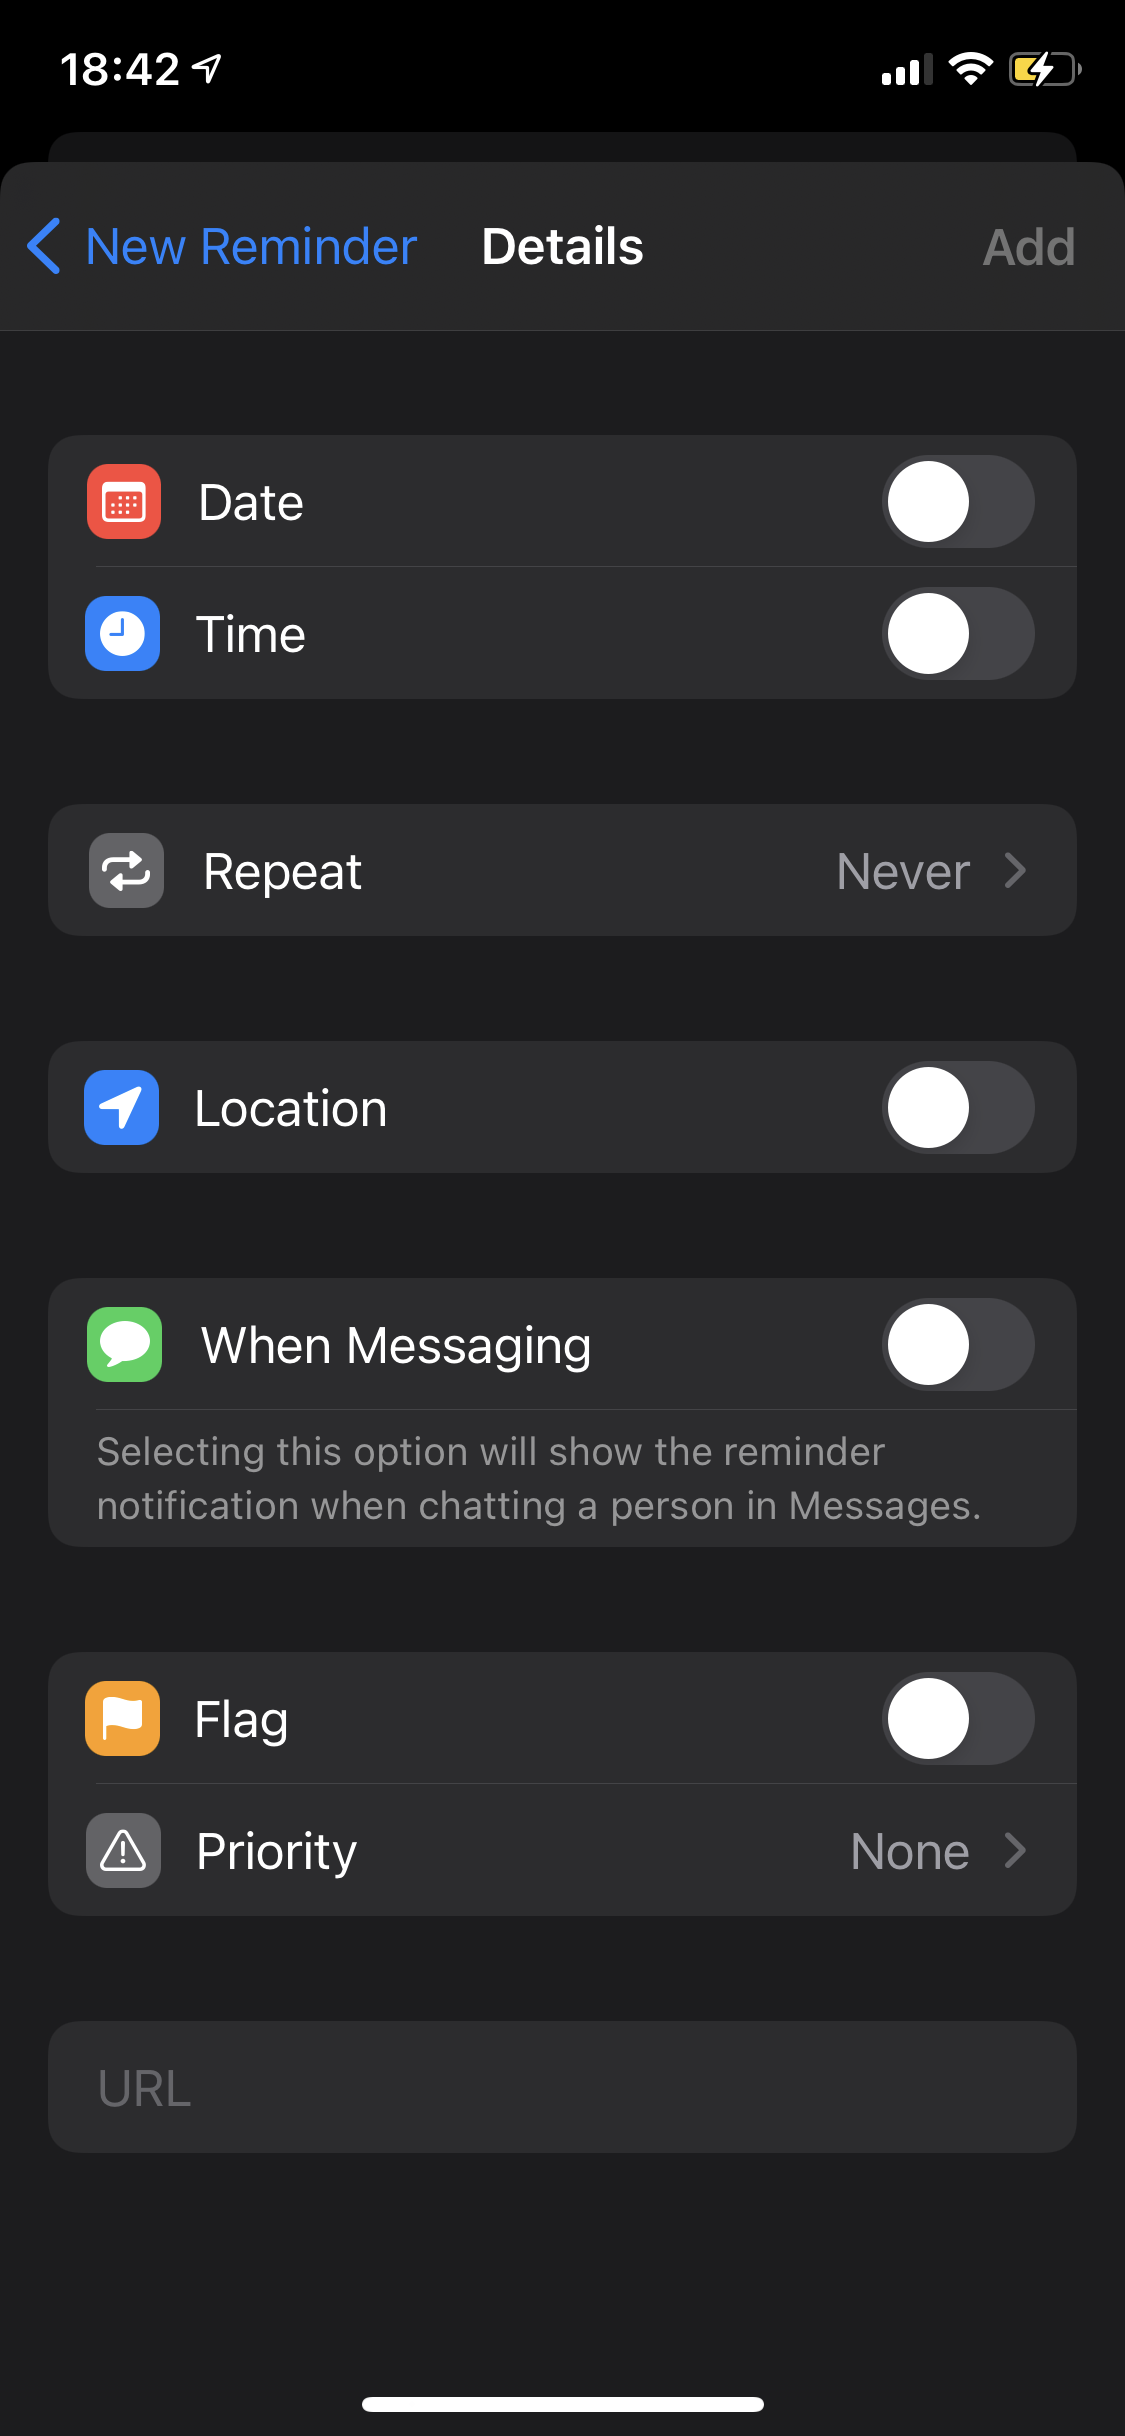 18:42
New Reminder
Details
Add
Date
Time
Repeat
Never
Location
When Messaging
Selecting this option will show the reminder
notification when chatting a person in Messages.
Flag
Priority
None
URL